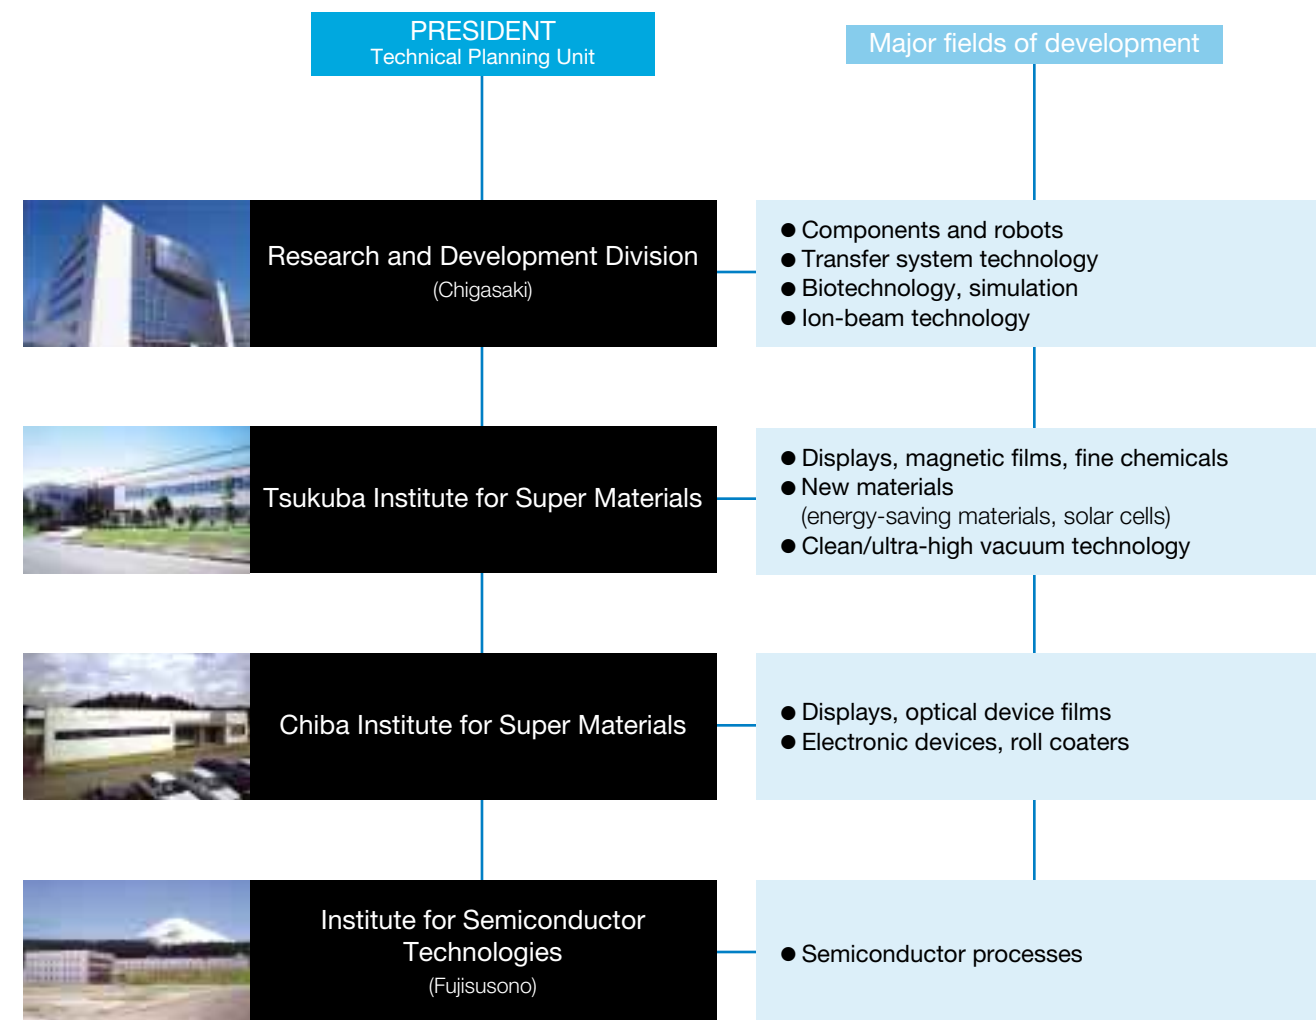 PRESIDENT
Technical Planning Unit
Major fields of development
Research and Development Division
(Chigasaki)
● Components and robots
● Transfer system technology
● Biotechnology, simulation
● Ion-beam technology
Tsukuba Institute for Super Materials
● Displays, magnetic films, fine chemicals
● New materials
(energy-saving materials, solar cells)
● Clean/ultra-high vacuum technology
Chiba Institute for Super Materials
● Displays, optical device films
● Electronic devices, roll coaters
Institute for Semiconductor
Technologies
(Fujisusono)
● Semiconductor processes